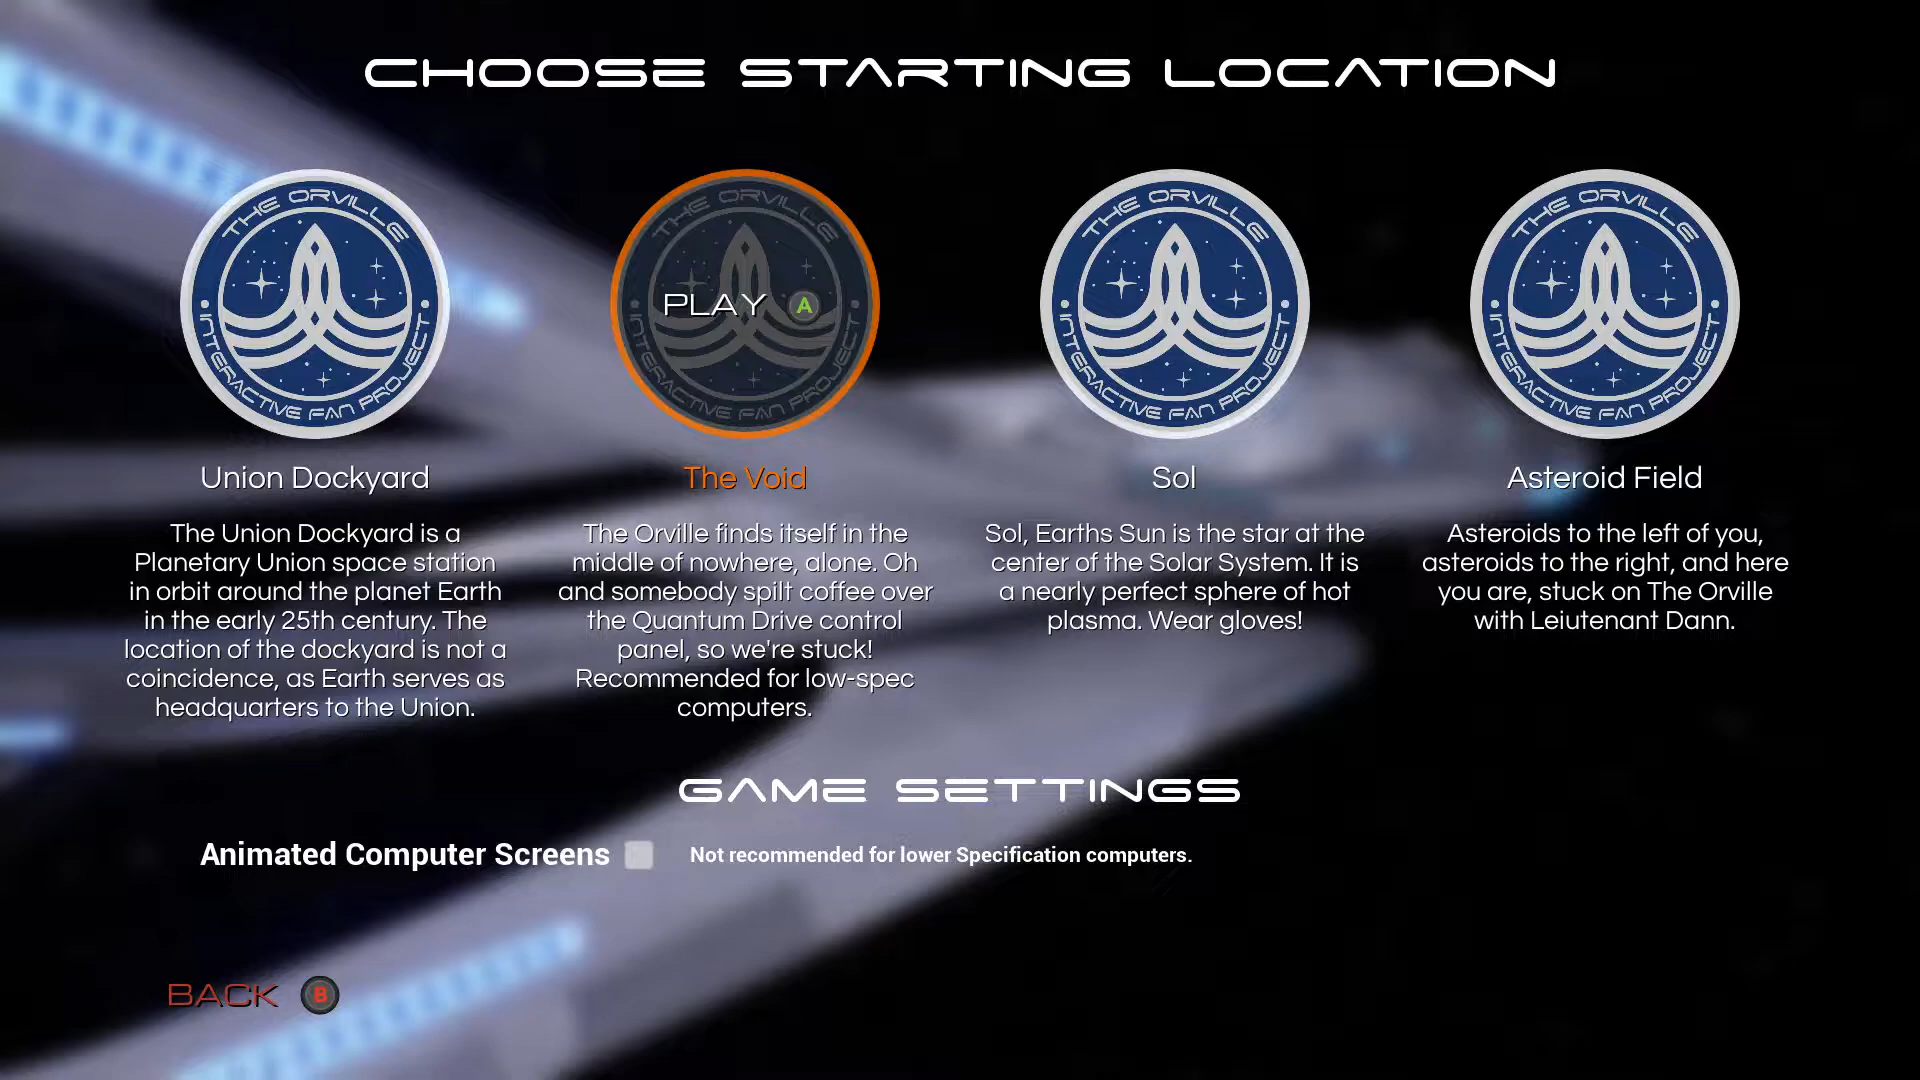 CHOOSE STARTING LOCATION
THE ORVILLE
INTERACTIVE FAN PROJECT
THE ORVILLE
PLAY A
INTERACTIVE FAN PROJECT
THE ORVILLE
INTERACTIVE FAN PROJECT
THE ORVILLE
INTERACTIVE FAN PROJECT
Union Dockyard
The Union Dockyard is a
Planetary Union space station
in orbit around the planet Earth
in the early 25th century. The
location of the dockyard is not a
coincidence, as Earth serves as
headquarters to the Union.
The Void
The Orville finds itself in the
middle of nowhere, alone. Oh
and somebody spilt coffee over
the Quantum Drive control
panel, so we're stuck!
Recommended for low-spec
computers.
Sol
Sol, Earths Sun is the star at the
center of the Solar System. It is
a nearly perfect sphere of hot
plasma. Wear gloves!
Asteroid Field
Asteroids to the left of you,
asteroids to the right, and here
you are, stuck on The Orville
with Leiutenant Dann.
GAME SETTINGS
Animated Computer Screens
Not recommended for lower Specification computers.
BACK B